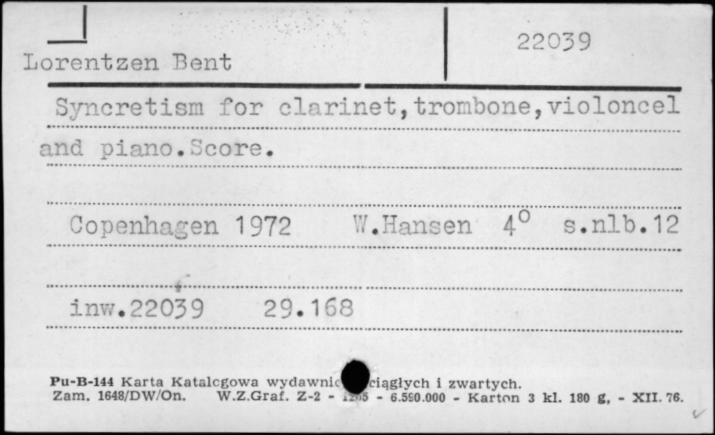 22039
Lorentzen Bent
Syncretism for clarinet,trombone,violoncel
and piano.Score.
Copenhagen 1972 W.Hansen 4° s.nlb.12
inw.22039 29.168
Pu-B-144 Karta Katalogowa wydawnic ciągłych i zwartych.
Zam. 1648/DW/On. W.Z.Graf. Z-2 - - 6.590.000 - Karton 3 kl. 180 g, - XII. 76.